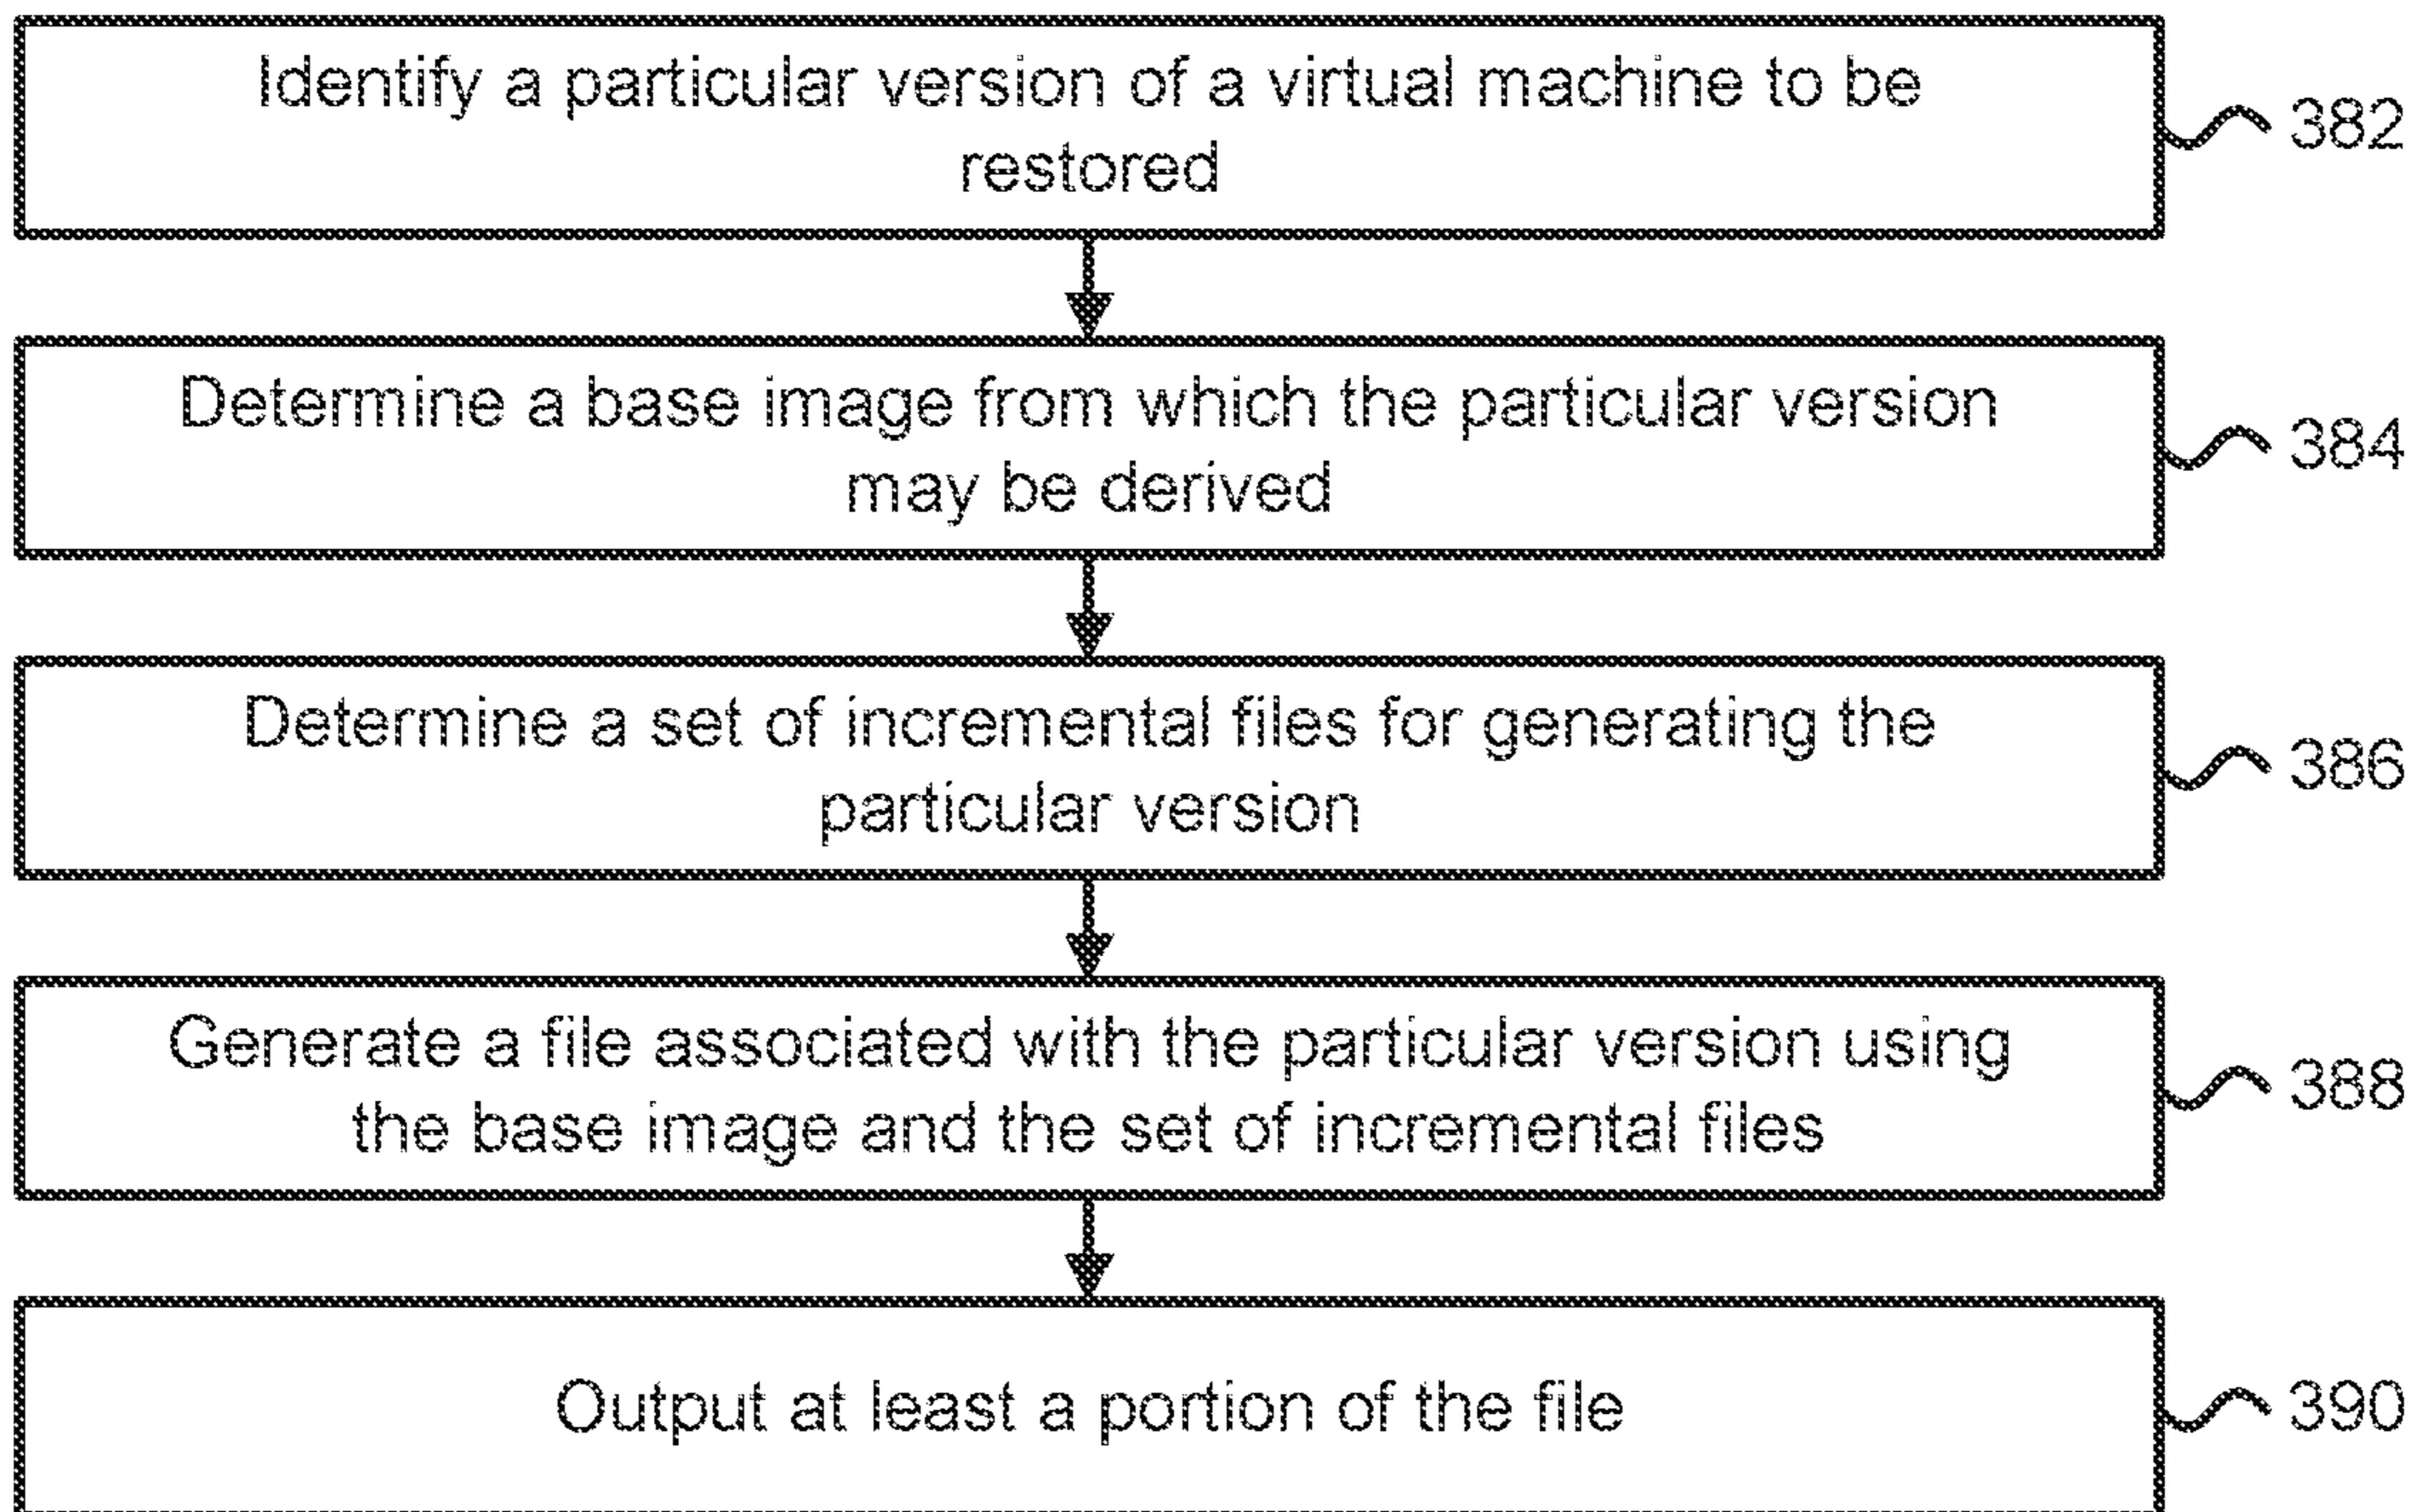 Identify a particular version of a virtual machine to be
restored
382
Determine a base image from which the particular version
may be derived
384
Determine a set of incremental files for generating the
particular version
386
Generate a file associated with the particular version using
the base image and the set of incremental files
388
Output at least a portion of the file
390